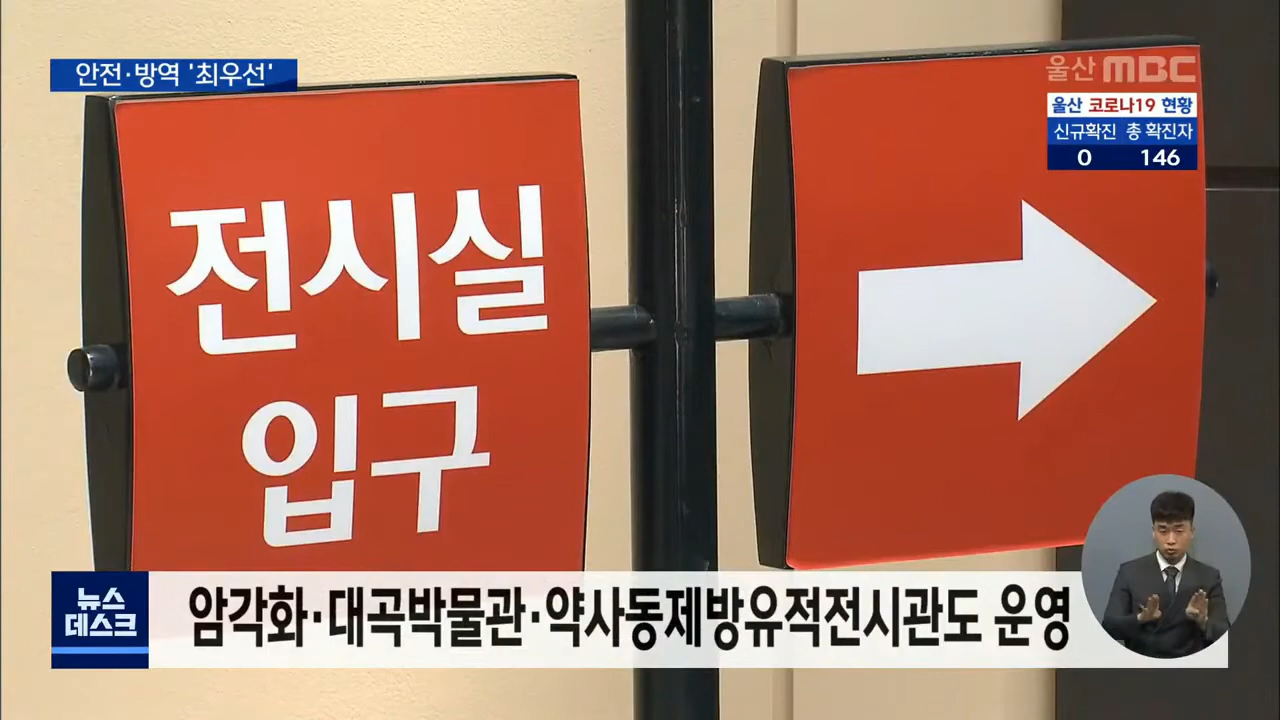 안전·방역 '최우선'
울산 MBC
울산 코로나19 현황
신규확진 총 확진자
0 146
전시실
입구
뉴스
데스크
암각화·대곡박물관·약사동제방유적전시관도 운영